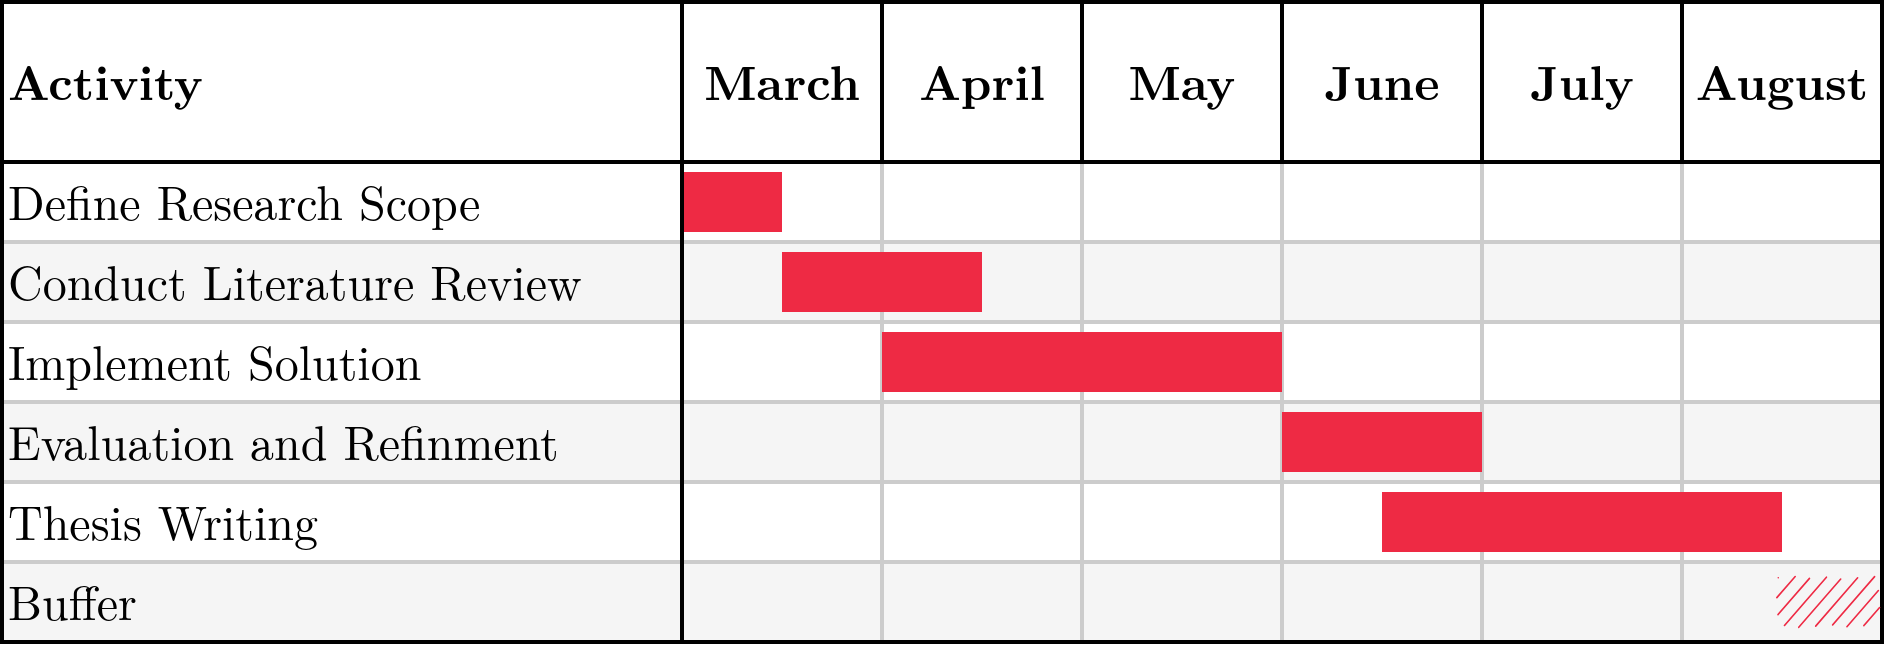 Activity March April May June July August
Define Research Scope
Conduct Literature Review
Implement Solution
Evaluation and Refinment
Thesis Writing
Buffer